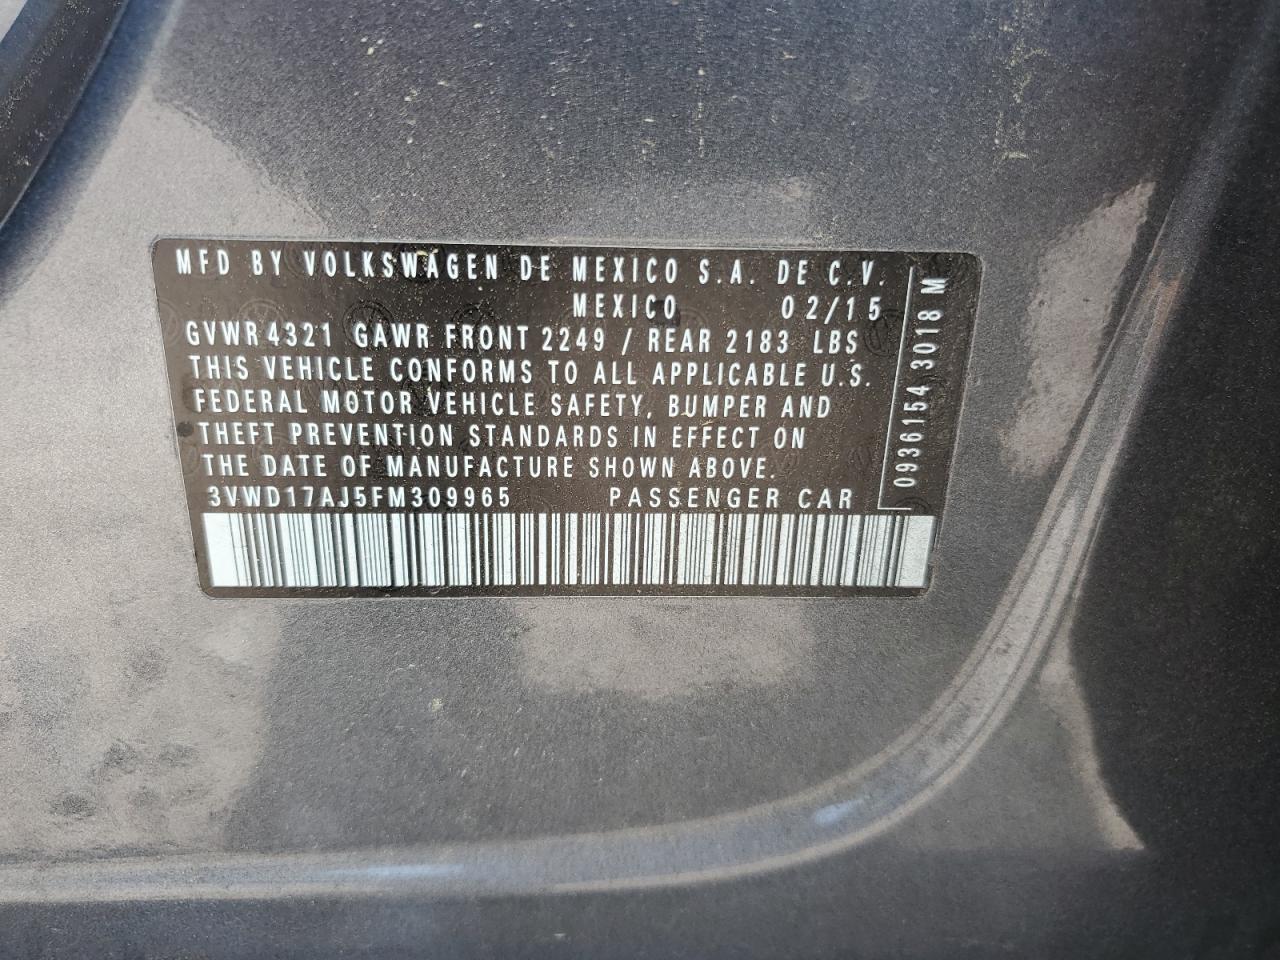 MFD BY VOLKSWAGEN DE MEXICO S.A. DE C.V.
MEXICO 02/15
GVWR 4321 GAWR FRONT 2249 / REAR 2183 LBS
THIS VEHICLE CONFORMS TO ALL APPLICABLE U.S.
FEDERAL MOTOR VEHICLE SAFETY, BUMPER AND
THEFT PREVENTION STANDARDS IN EFFECT ON
THE DATE OF MANUFACTURE SHOWN ABOVE.
3VWD17AJ5FM309965 PASSENGER CAR
0936154 3018 M